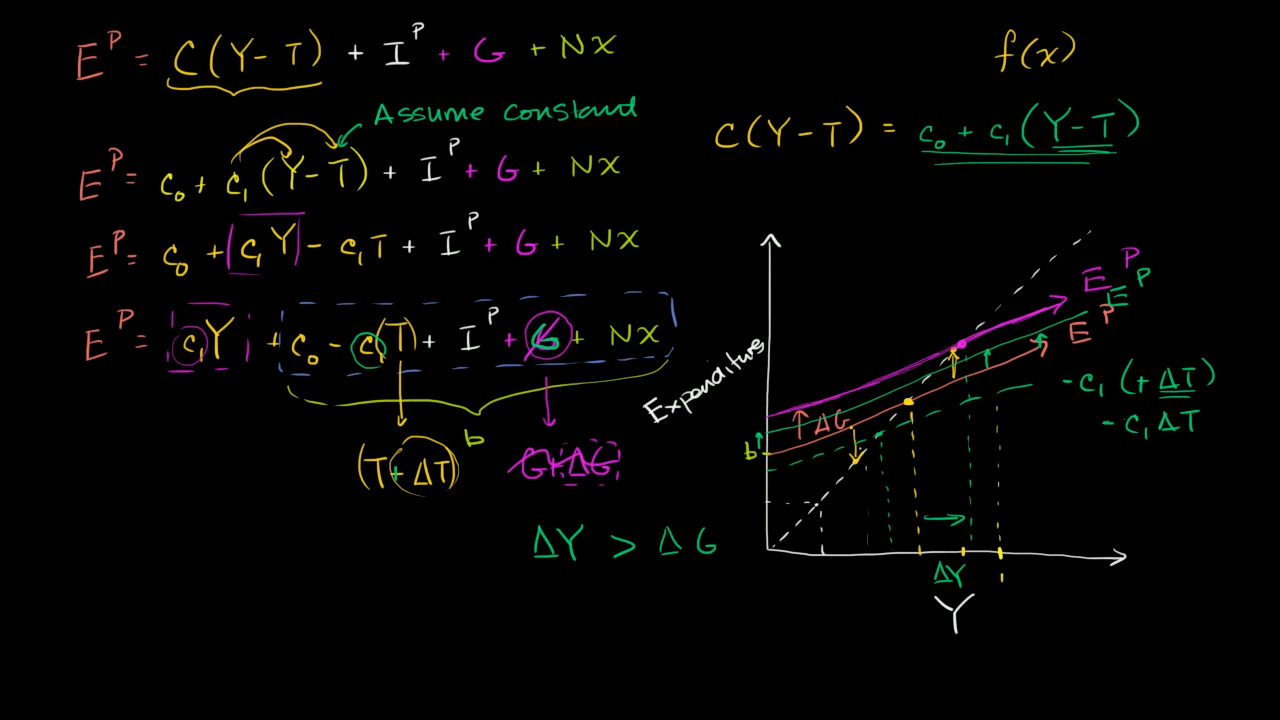 E^P = C(Y-T) + I^P + G + NX
Assume constant
E^P = c₀ + c₁(Y-T) + I^P + G + NX
E^P = c₀ + c₁Y - c₁T + I^P + G + NX
E^P = c₁Y + c₀ - c₁(T) + I^P + G + NX
b
(T + ΔT)
G+ΔG
ΔY > ΔG
f(x)
C(Y-T) = c₀ + c₁(Y-T)
E^P
E^P
E^P
Expenditure
b
ΔG
-c₁(+ΔT)
-c₁ΔT
ΔY
Y